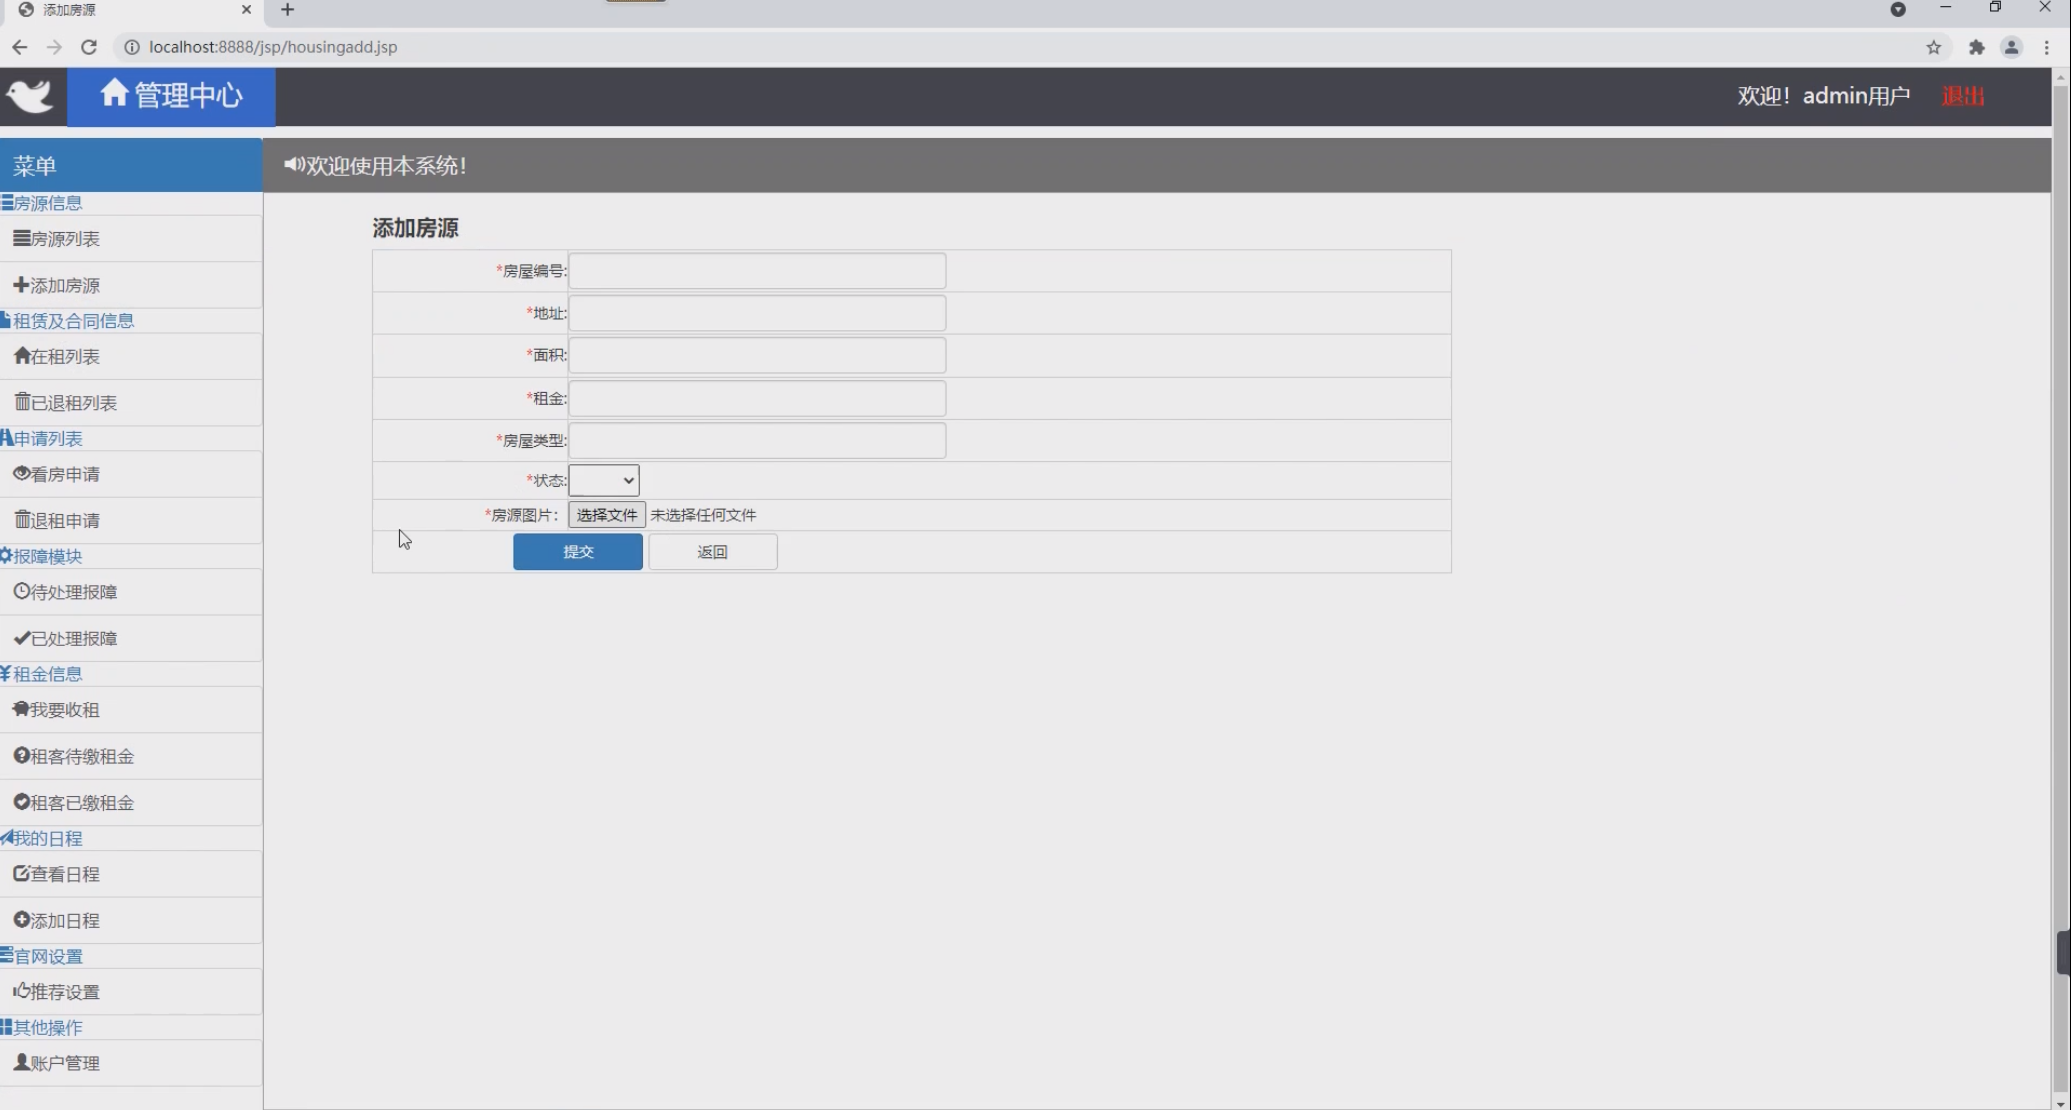 添加房源
localhost:8888/jsp/housingadd.jsp
管理中心
欢迎！admin用户
退出
菜单
欢迎使用本系统！
房源信息
房源列表
添加房源
租赁及合同信息
在租列表
已退租列表
申请列表
看房申请
退租申请
报障模块
待处理报障
已处理报障
租金信息
我要收租
租客待缴租金
租客已缴租金
我的日程
查看日程
添加日程
官网设置
推荐设置
其他操作
账户管理
添加房源
*房屋编号:
*地址:
*面积:
*租金:
*房屋类型:
*状态:
*房源图片： 选择文件 未选择任何文件
提交 返回